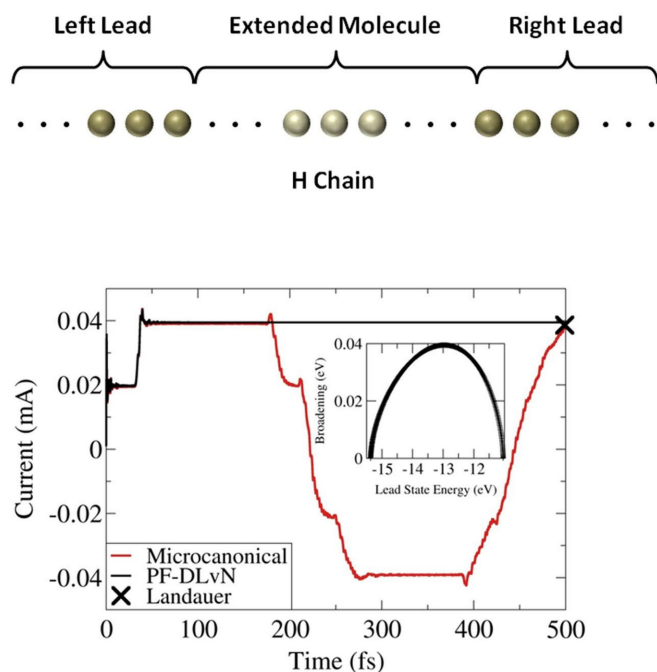 Left Lead Extended Molecule Right Lead
H Chain
Current (mA)
0.04
0.02
0
-0.02
-0.04
Broadening (eV)
0.04
0.02
0
-15 -14 -13 -12
Lead State Energy (eV)
Microcanonical
PF-DLvN
Landauer
0 100 200 300 400 500
Time (fs)